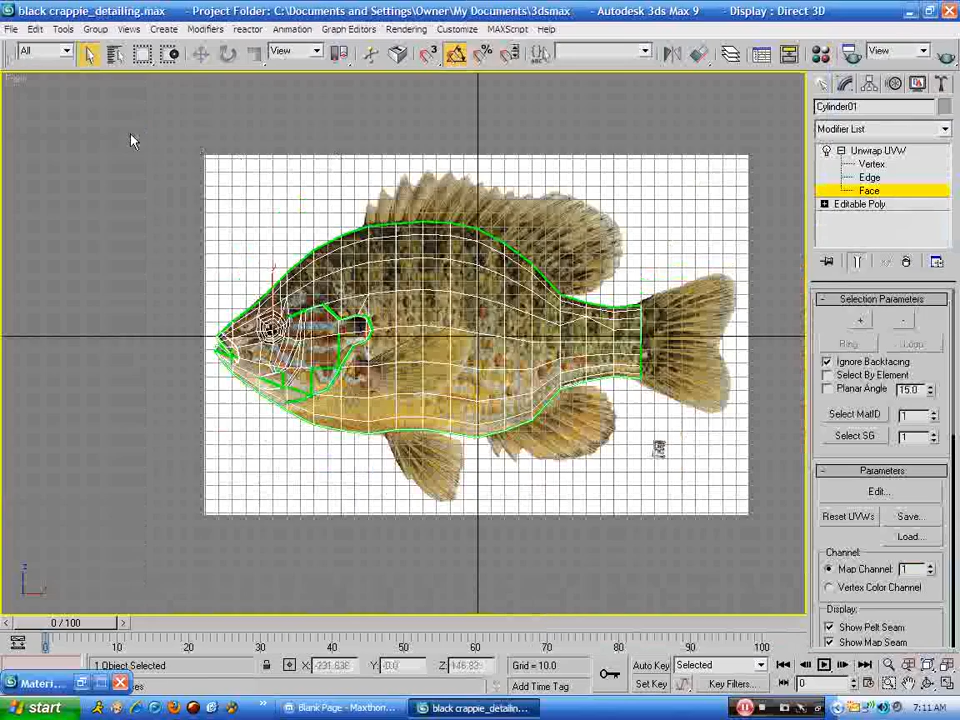 black crappie_detailing.max - Project Folder: C:\Documents and Settings\Owner\My Documents\3dsmax - Autodesk 3ds Max 9 - Display : Direct 3D
File Edit Tools Group Views Create Modifiers reactor Animation Graph Editors Rendering Customize MAXScript Help
All View View
Cylinder01
Modifier List
Unwrap UVW
Vertex
Edge
Face
Editable Poly
Selection Parameters
+ -
Ring Loop
Ignore Backfacing
Select By Element
Planar Angle 15.0
Select MatID 1
Select SG 1
Parameters
Edit...
Reset UVWs Save...
Load...
Channel:
Map Channel: 1
Vertex Color Channel
Display:
Show Pelt Seam
Show Map Seam
0 / 100
0 10 20 30 40 50 60 70 80 90 100
1 Object Selected X: Y: Z: Grid = 10.0 Auto Key Selected
Materi...
Add Time Tag Set Key Key Filters... 0
start Blank Page - Maxthon... black crappie_detailin... 7:11 AM